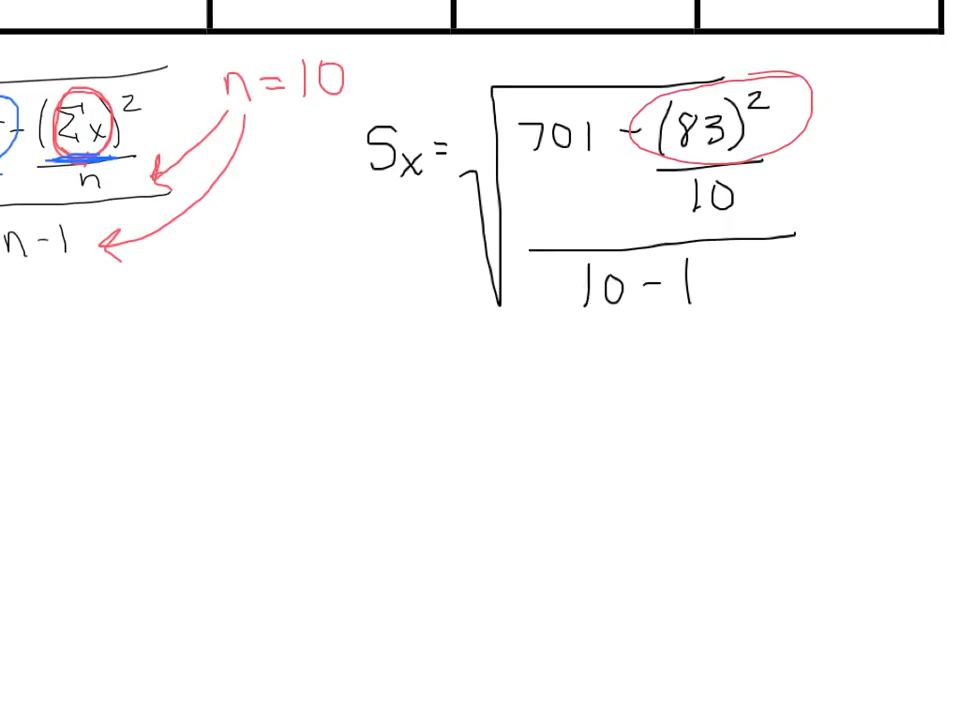 n = 10
- (Σx)²
n
n - 1
Sx = √
701 - (83)²
10
10 - 1